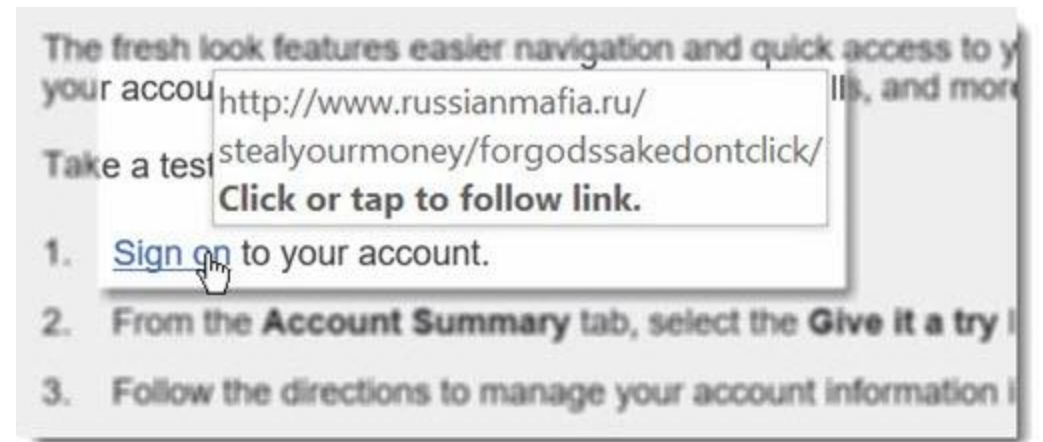 The fresh look features easier navigation and quick access to y
your accou
http://www.russianmafia.ru/
lls, and more
stealyourmoney/forgodssakedontclick/
Take a test
Click or tap to follow link.
1. Sign on to your account.
2. From the Account Summary tab, select the Give it a try l
3. Follow the directions to manage your account information i